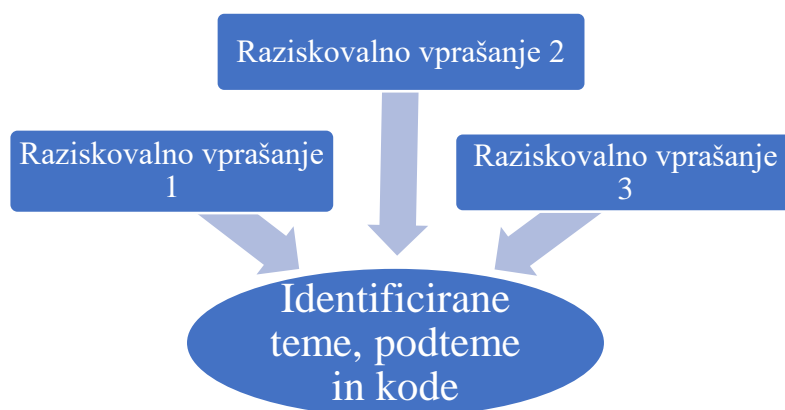 Raziskovalno vprašanje 2
Raziskovalno vprašanje
1
Raziskovalno vprašanje
3
Identificirane
teme, podteme
in kode